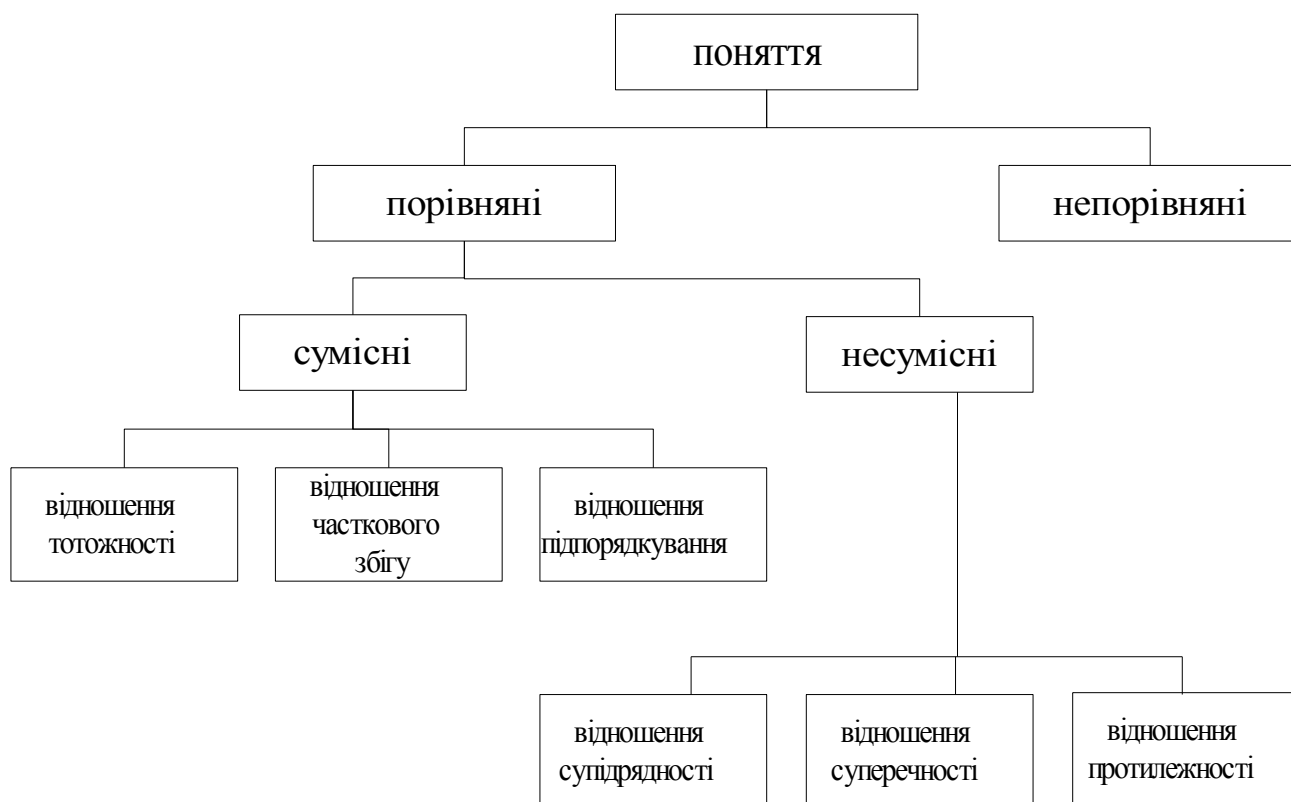 поняття
порівняні
непорівняні
сумісні
несумісні
відношення
тотожності
відношення
часткового
збігу
відношення
підпорядкування
відношення
супідрядності
відношення
суперечності
відношення
протилежності